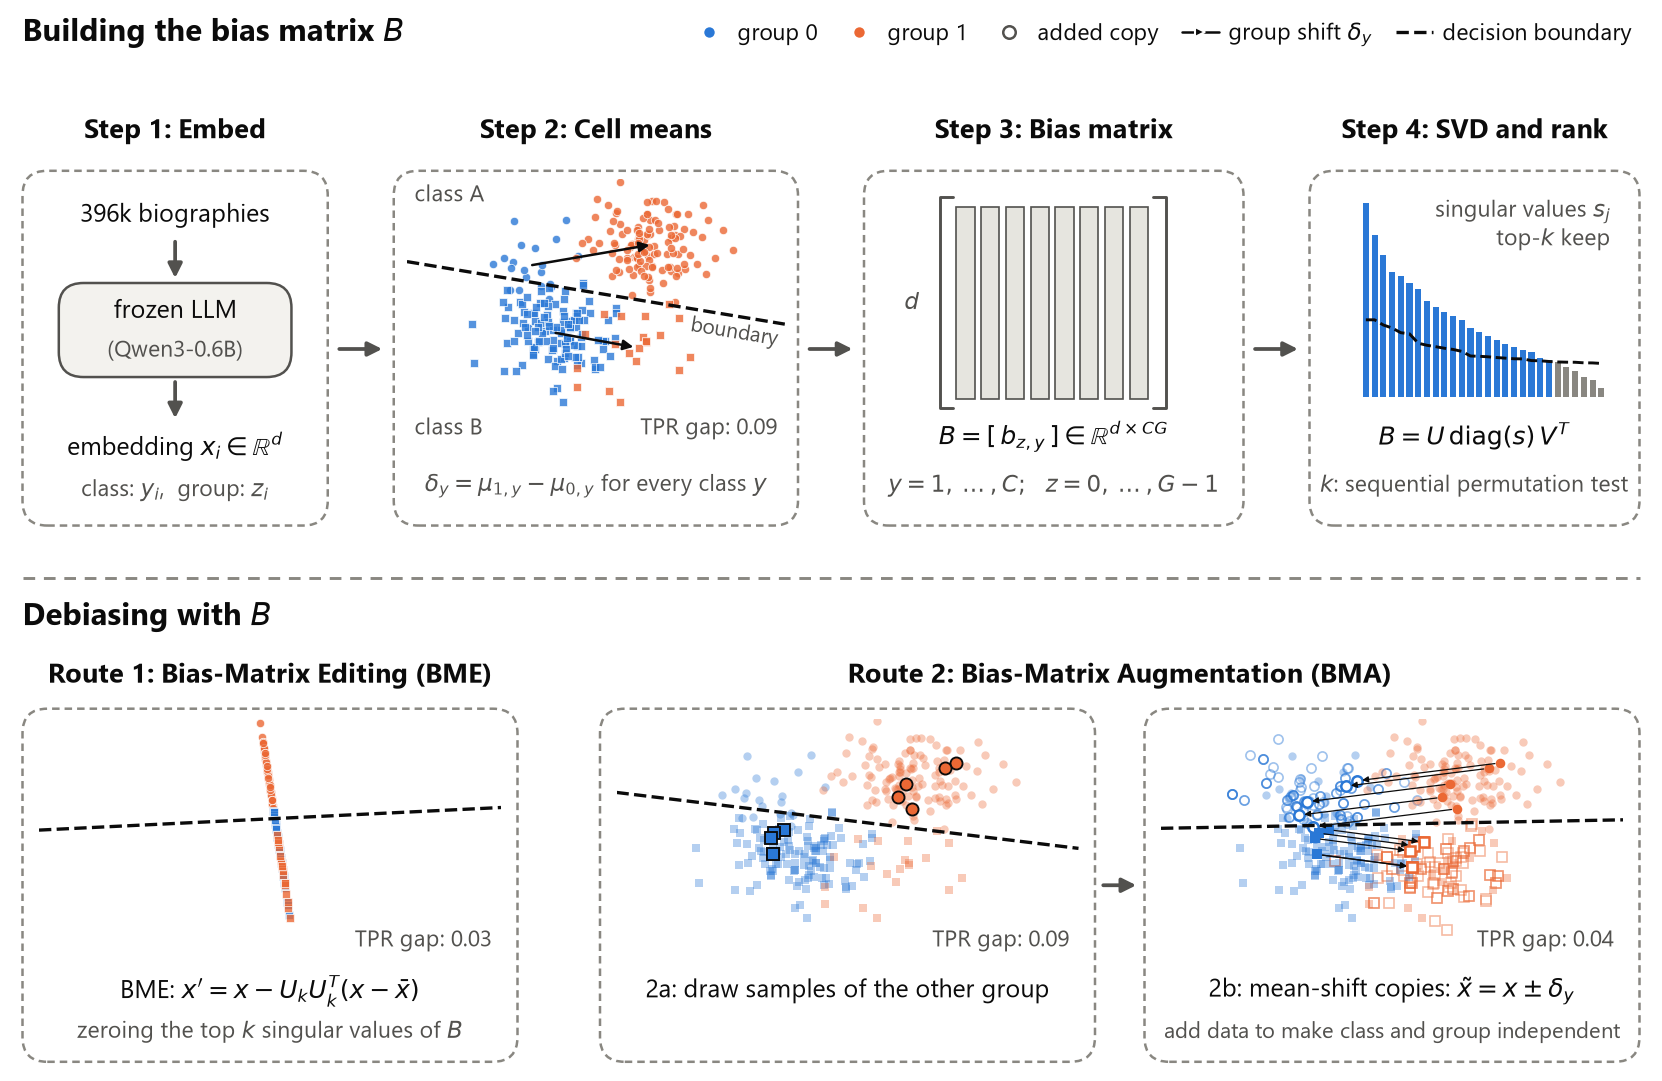 Building the bias matrix B
group 0
group 1
added copy
group shift δ_y
decision boundary
Step 1: Embed
396k biographies
frozen LLM
(Qwen3-0.6B)
embedding x_i ∈ ℝ^d
class: y_i, group: z_i
Step 2: Cell means
class A
boundary
class B
TPR gap: 0.09
δ_y = μ_{1,y} − μ_{0,y} for every class y
Step 3: Bias matrix
d
B = [ b_{z,y} ] ∈ ℝ^{d×CG}
y = 1, …, C; z = 0, …, G − 1
Step 4: SVD and rank
singular values s_j
top-k keep
B = U diag(s) V^T
k: sequential permutation test
Debiasing with B
Route 1: Bias-Matrix Editing (BME)
TPR gap: 0.03
BME: x′ = x − U_k U_k^T (x − x̄)
zeroing the top k singular values of B
Route 2: Bias-Matrix Augmentation (BMA)
TPR gap: 0.09
2a: draw samples of the other group
TPR gap: 0.04
2b: mean-shift copies: x̃ = x ± δ_y
add data to make class and group independent